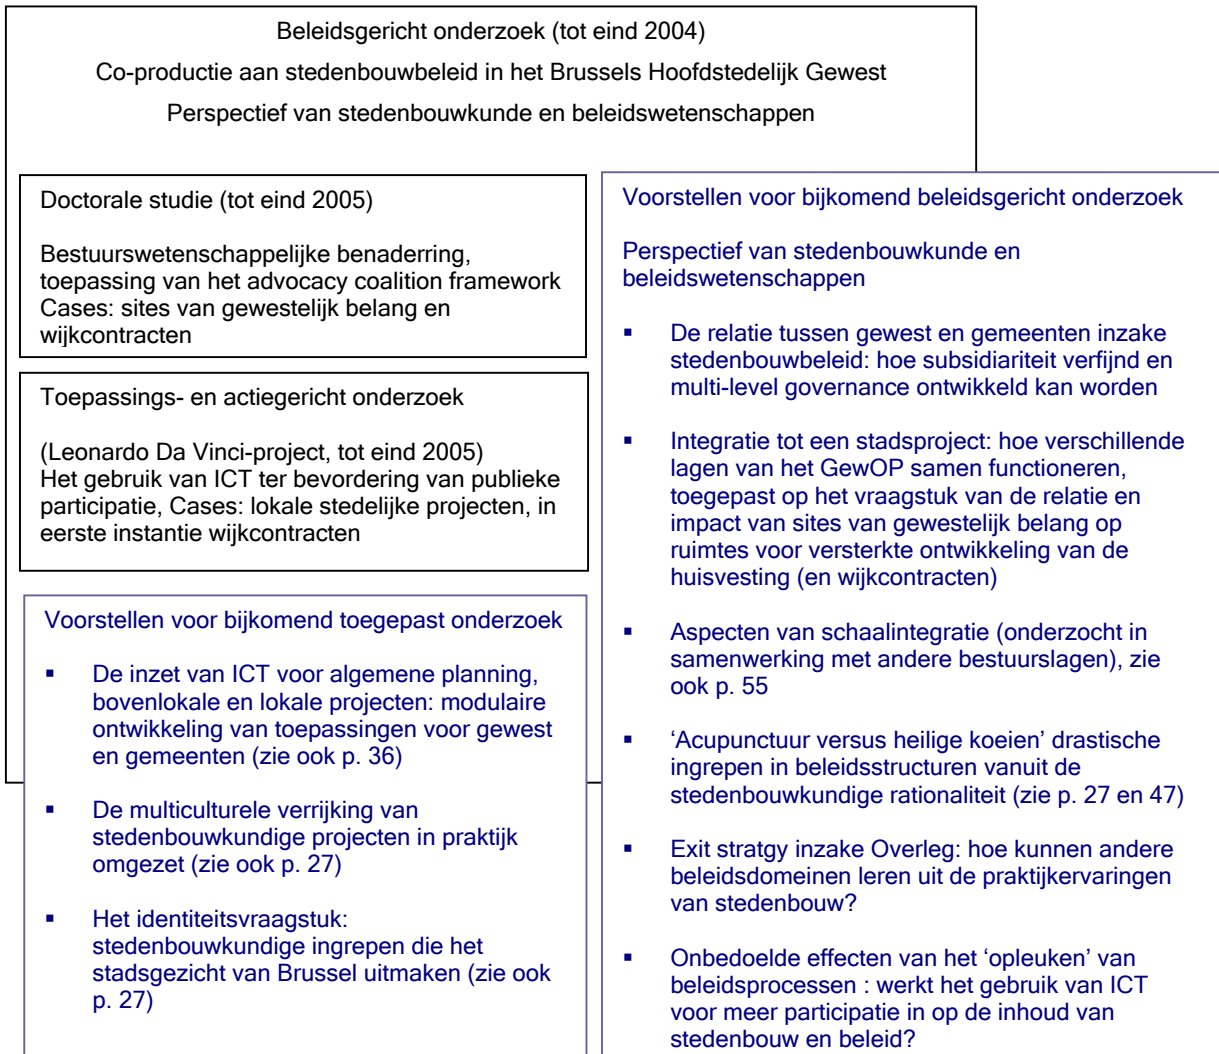 Beleidsgericht onderzoek (tot eind 2004)
Co-productie aan stedenbouwbeleid in het Brussels Hoofdstedelijk Gewest
Perspectief van stedenbouwkunde en beleidswetenschappen
Doctorale studie (tot eind 2005)
Bestuurswetenschappelijke benaderring,
toepassing van het advocacy coalition framework
Cases: sites van gewestelijk belang en
wijkcontracten
Toepassings- en actiegericht onderzoek
(Leonardo Da Vinci-project, tot eind 2005)
Het gebruik van ICT ter bevordering van publieke
participatie, Cases: lokale stedelijke projecten, in
eerste instantie wijkcontracten
Voorstellen voor bijkomend toegepast onderzoek
▪ De inzet van ICT voor algemene planning,
bovenlokale en lokale projecten: modulaire
ontwikkeling van toepassingen voor gewest
en gemeenten (zie ook p. 36)
▪ De multiculturele verrijking van
stedenbouwkundige projecten in praktijk
omgezet (zie ook p. 27)
▪ Het identiteitsvraagstuk:
stedenbouwkundige ingrepen die het
stadsgezicht van Brussel uitmaken (zie ook
p. 27)
Voorstellen voor bijkomend beleidsgericht onderzoek
Perspectief van stedenbouwkunde en
beleidswetenschappen
▪ De relatie tussen gewest en gemeenten inzake
stedenbouwbeleid: hoe subsidiariteit verfijnd en
multi-level governance ontwikkeld kan worden
▪ Integratie tot een stadsproject: hoe verschillende
lagen van het GewOP samen functioneren,
toegepast op het vraagstuk van de relatie en
impact van sites van gewestelijk belang op
ruimtes voor versterkte ontwikkeling van de
huisvesting (en wijkcontracten)
▪ Aspecten van schaalintegratie (onderzocht in
samenwerking met andere bestuurslagen), zie
ook p. 55
▪ ‘Acupunctuur versus heilige koeien’ drastische
ingrepen in beleidsstructuren vanuit de
stedenbouwkundige rationaliteit (zie p. 27 en 47)
▪ Exit stratgy inzake Overleg: hoe kunnen andere
beleidsdomeinen leren uit de praktijkervaringen
van stedenbouw?
▪ Onbedoelde effecten van het ‘opleuken’ van
beleidsprocessen : werkt het gebruik van ICT
voor meer participatie in op de inhoud van
stedenbouw en beleid?